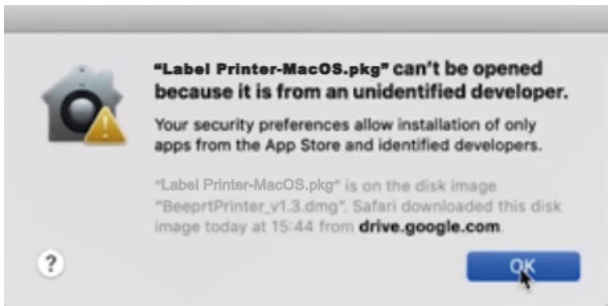 “Label Printer-MacOS.pkg” can’t be opened
because it is from an unidentified developer.
Your security preferences allow installation of only
apps from the App Store and identified developers.
“Label Printer-MacOS.pkg” is on the disk image
“BeeprtPrinter_v1.3.dmg”. Safari downloaded this disk
image today at 15:44 from drive.google.com.
?
OK